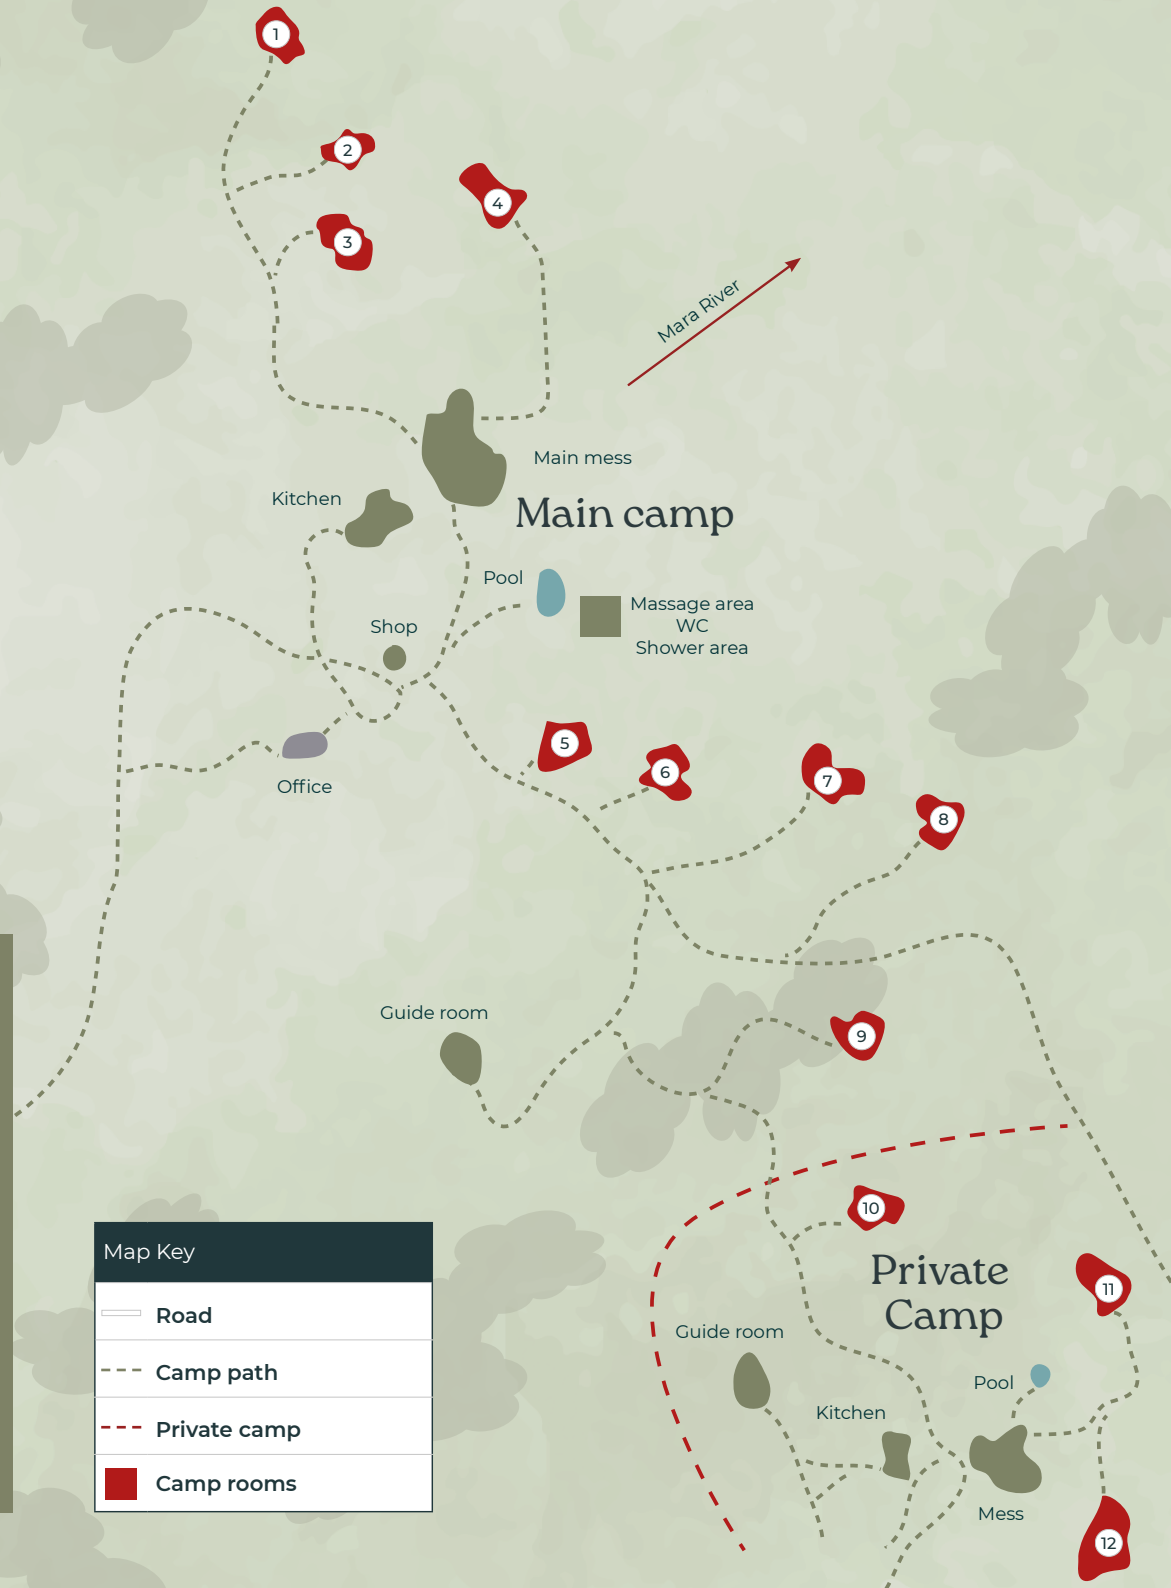 1
2
3
4
Mara River
Main mess
Kitchen
Main camp
Pool
Massage area
WC
Shower area
Shop
5
6
7
8
Office
Guide room
9
10
Private
Camp
11
Guide room
Pool
Kitchen
Mess
12
Map Key
Road
Camp path
Private camp
Camp rooms